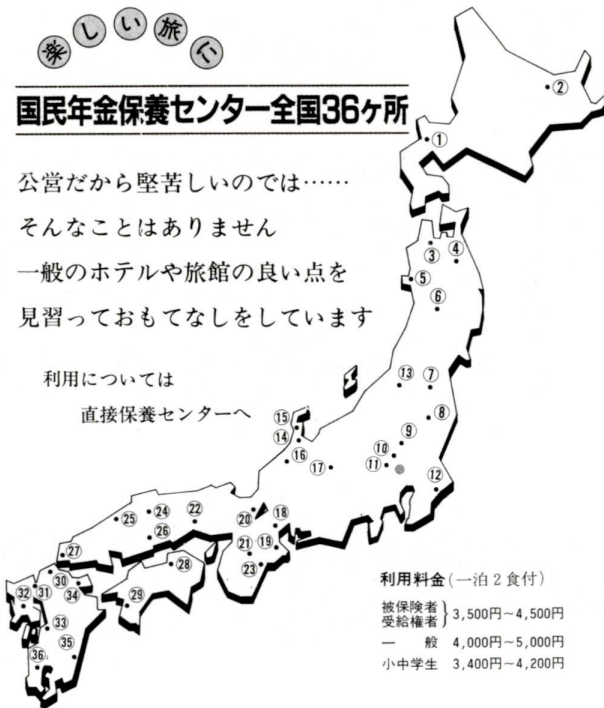 楽しい旅に
国民年金保養センター全国36ヶ所
公営だから堅苦しいのでは……
そんなことはありません
一般のホテルや旅館の良い点を
見習っておもてなしをしています
利用については
直接保養センターへ
②
①
③ ④
⑤
⑥
⑬ ⑦
⑮
⑧
⑭
⑨
⑩
⑯
⑰ ⑪
⑫
㉔ ㉒
⑳ ⑱
㉕
㉖
㉗
㉑ ⑲
㉘
㉓
㉚
㉜ ㉛ ㉞
㉙
㉝
㉟
㊱
利用料金(一泊2食付)
被保険者
受給権者 } 3,500円~4,500円
一般 4,000円~5,000円
小中学生 3,400円~4,200円